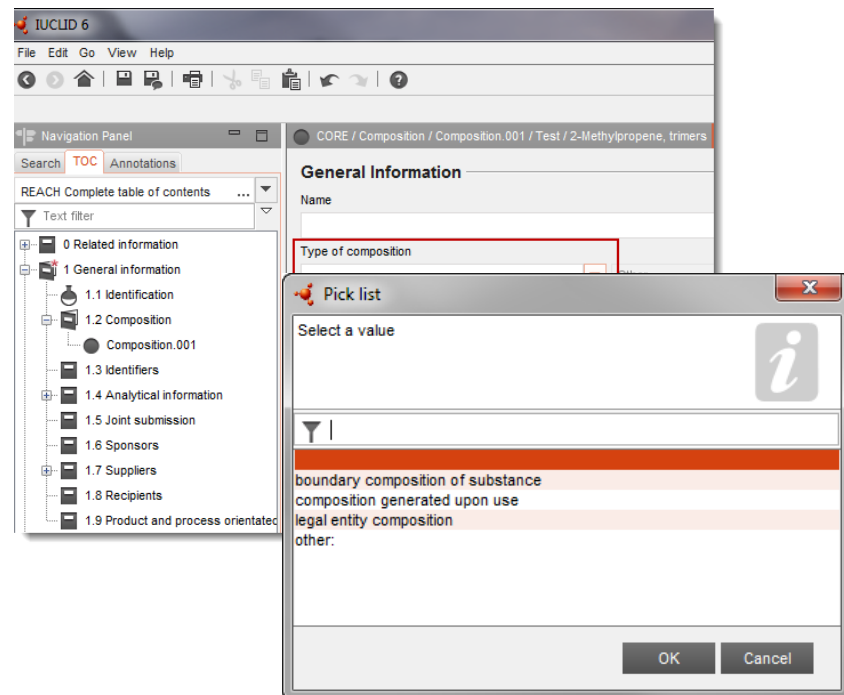 IUCLID 6
File Edit Go View Help
Navigation Panel
CORE / Composition / Composition.001 / Test / 2-Methylpropene, trimers
Search TOC Annotations
General Information
REACH Complete table of contents ...
Name
Text filter
0 Related information
Type of composition
1 General information
1.1 Identification
1.2 Composition
Composition.001
1.3 Identifiers
1.4 Analytical information
1.5 Joint submission
1.6 Sponsors
1.7 Suppliers
1.8 Recipients
1.9 Product and process orientated
Pick list
Select a value
boundary composition of substance
composition generated upon use
legal entity composition
other:
OK Cancel